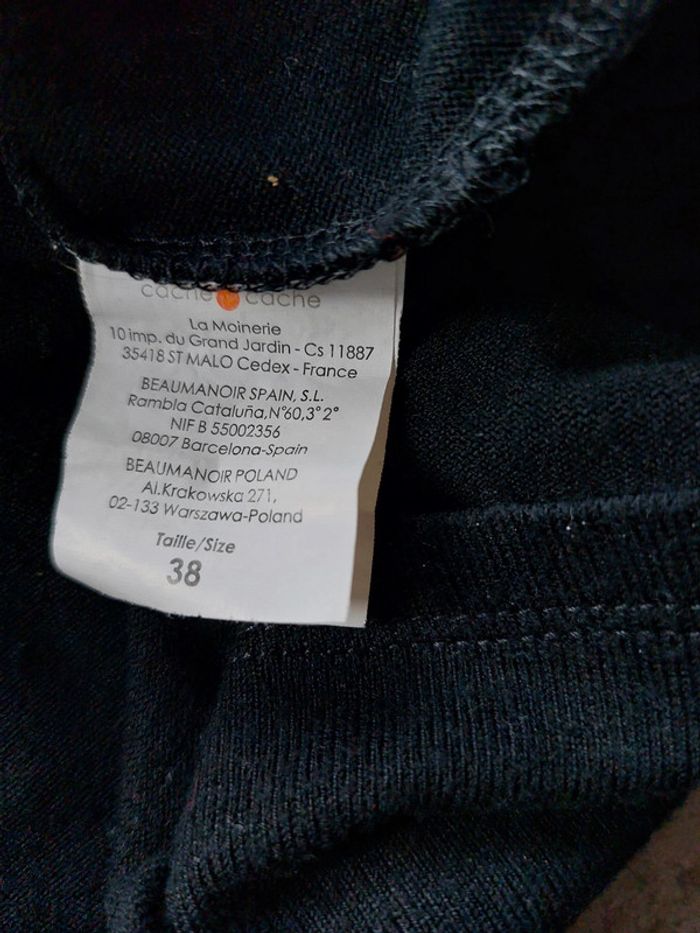 cache cache
La Moinerie
10 imp. du Grand Jardin - Cs 11887
35418 ST MALO Cedex - France
BEAUMANOIR SPAIN, S.L.
Rambla Cataluña,N°60,3°2°
NIF B 55002356
08007 Barcelona-Spain
BEAUMANOIR POLAND
Al.Krakowska 271,
02-133 Warszawa-Poland
Taille/Size
38